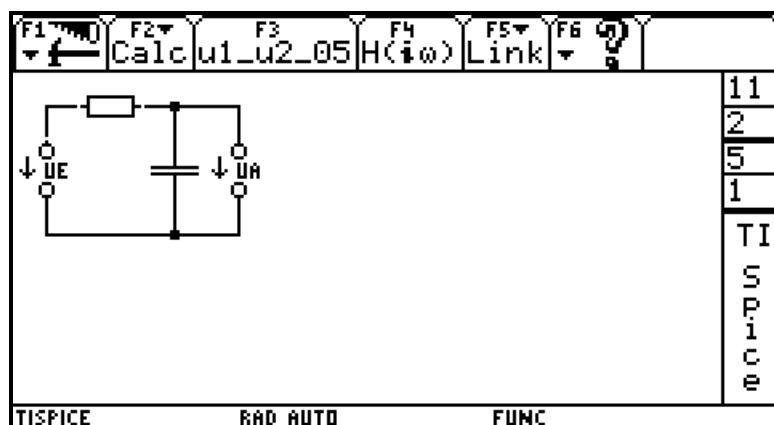 F1 F2 F3 F4 F5 F6
Calc u1_u2_05 H(iω) Link
11
2
5
1
UE UA
TI
S
p
i
c
e
TISPICE RAD AUTO FUNC